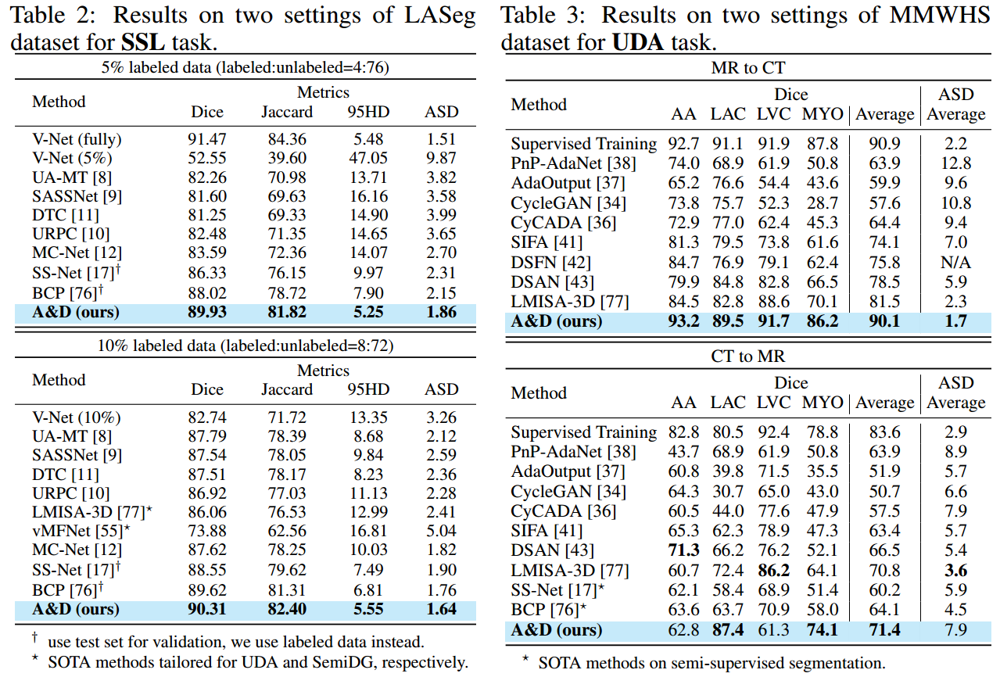 Table 2: Results on two settings of LASeg
dataset for SSL task.
5% labeled data (labeled:unlabeled=4:76)
Method Metrics
Dice Jaccard 95HD ASD
V-Net (fully) 91.47 84.36 5.48 1.51
V-Net (5%) 52.55 39.60 47.05 9.87
UA-MT [8] 82.26 70.98 13.71 3.82
SASSNet [9] 81.60 69.63 16.16 3.58
DTC [11] 81.25 69.33 14.90 3.99
URPC [10] 82.48 71.35 14.65 3.65
MC-Net [12] 83.59 72.36 14.07 2.70
SS-Net [17]† 86.33 76.15 9.97 2.31
BCP [76]† 88.02 78.72 7.90 2.15
A&D (ours) 89.93 81.82 5.25 1.86
10% labeled data (labeled:unlabeled=8:72)
Method Metrics
Dice Jaccard 95HD ASD
V-Net (10%) 82.74 71.72 13.35 3.26
UA-MT [8] 87.79 78.39 8.68 2.12
SASSNet [9] 87.54 78.05 9.84 2.59
DTC [11] 87.51 78.17 8.23 2.36
URPC [10] 86.92 77.03 11.13 2.28
LMISA-3D [77]⋆ 86.06 76.53 12.99 2.41
vMFNet [55]⋆ 73.88 62.56 16.81 5.04
MC-Net [12] 87.62 78.25 10.03 1.82
SS-Net [17]† 88.55 79.62 7.49 1.90
BCP [76]† 89.62 81.31 6.81 1.76
A&D (ours) 90.31 82.40 5.55 1.64
† use test set for validation, we use labeled data instead.
⋆ SOTA methods tailored for UDA and SemiDG, respectively.
Table 3: Results on two settings of MMWHS
dataset for UDA task.
MR to CT
Method Dice ASD
AA LAC LVC MYO Average Average
Supervised Training 92.7 91.1 91.9 87.8 90.9 2.2
PnP-AdaNet [38] 74.0 68.9 61.9 50.8 63.9 12.8
AdaOutput [37] 65.2 76.6 54.4 43.6 59.9 9.6
CycleGAN [34] 73.8 75.7 52.3 28.7 57.6 10.8
CyCADA [36] 72.9 77.0 62.4 45.3 64.4 9.4
SIFA [41] 81.3 79.5 73.8 61.6 74.1 7.0
DSFN [42] 84.7 76.9 79.1 62.4 75.8 N/A
DSAN [43] 79.9 84.8 82.8 66.5 78.5 5.9
LMISA-3D [77] 84.5 82.8 88.6 70.1 81.5 2.3
A&D (ours) 93.2 89.5 91.7 86.2 90.1 1.7
CT to MR
Method Dice ASD
AA LAC LVC MYO Average Average
Supervised Training 82.8 80.5 92.4 78.8 83.6 2.9
PnP-AdaNet [38] 43.7 68.9 61.9 50.8 63.9 8.9
AdaOutput [37] 60.8 39.8 71.5 35.5 51.9 5.7
CycleGAN [34] 64.3 30.7 65.0 43.0 50.7 6.6
CyCADA [36] 60.5 44.0 77.6 47.9 57.5 7.9
SIFA [41] 65.3 62.3 78.9 47.3 63.4 5.7
DSAN [43] 71.3 66.2 76.2 52.1 66.5 5.4
LMISA-3D [77] 60.7 72.4 86.2 64.1 70.8 3.6
SS-Net [17]⋆ 62.1 58.4 68.9 51.4 60.2 5.9
BCP [76]⋆ 63.6 63.7 70.9 58.0 64.1 4.5
A&D (ours) 62.8 87.4 61.3 74.1 71.4 7.9
⋆ SOTA methods on semi-supervised segmentation.